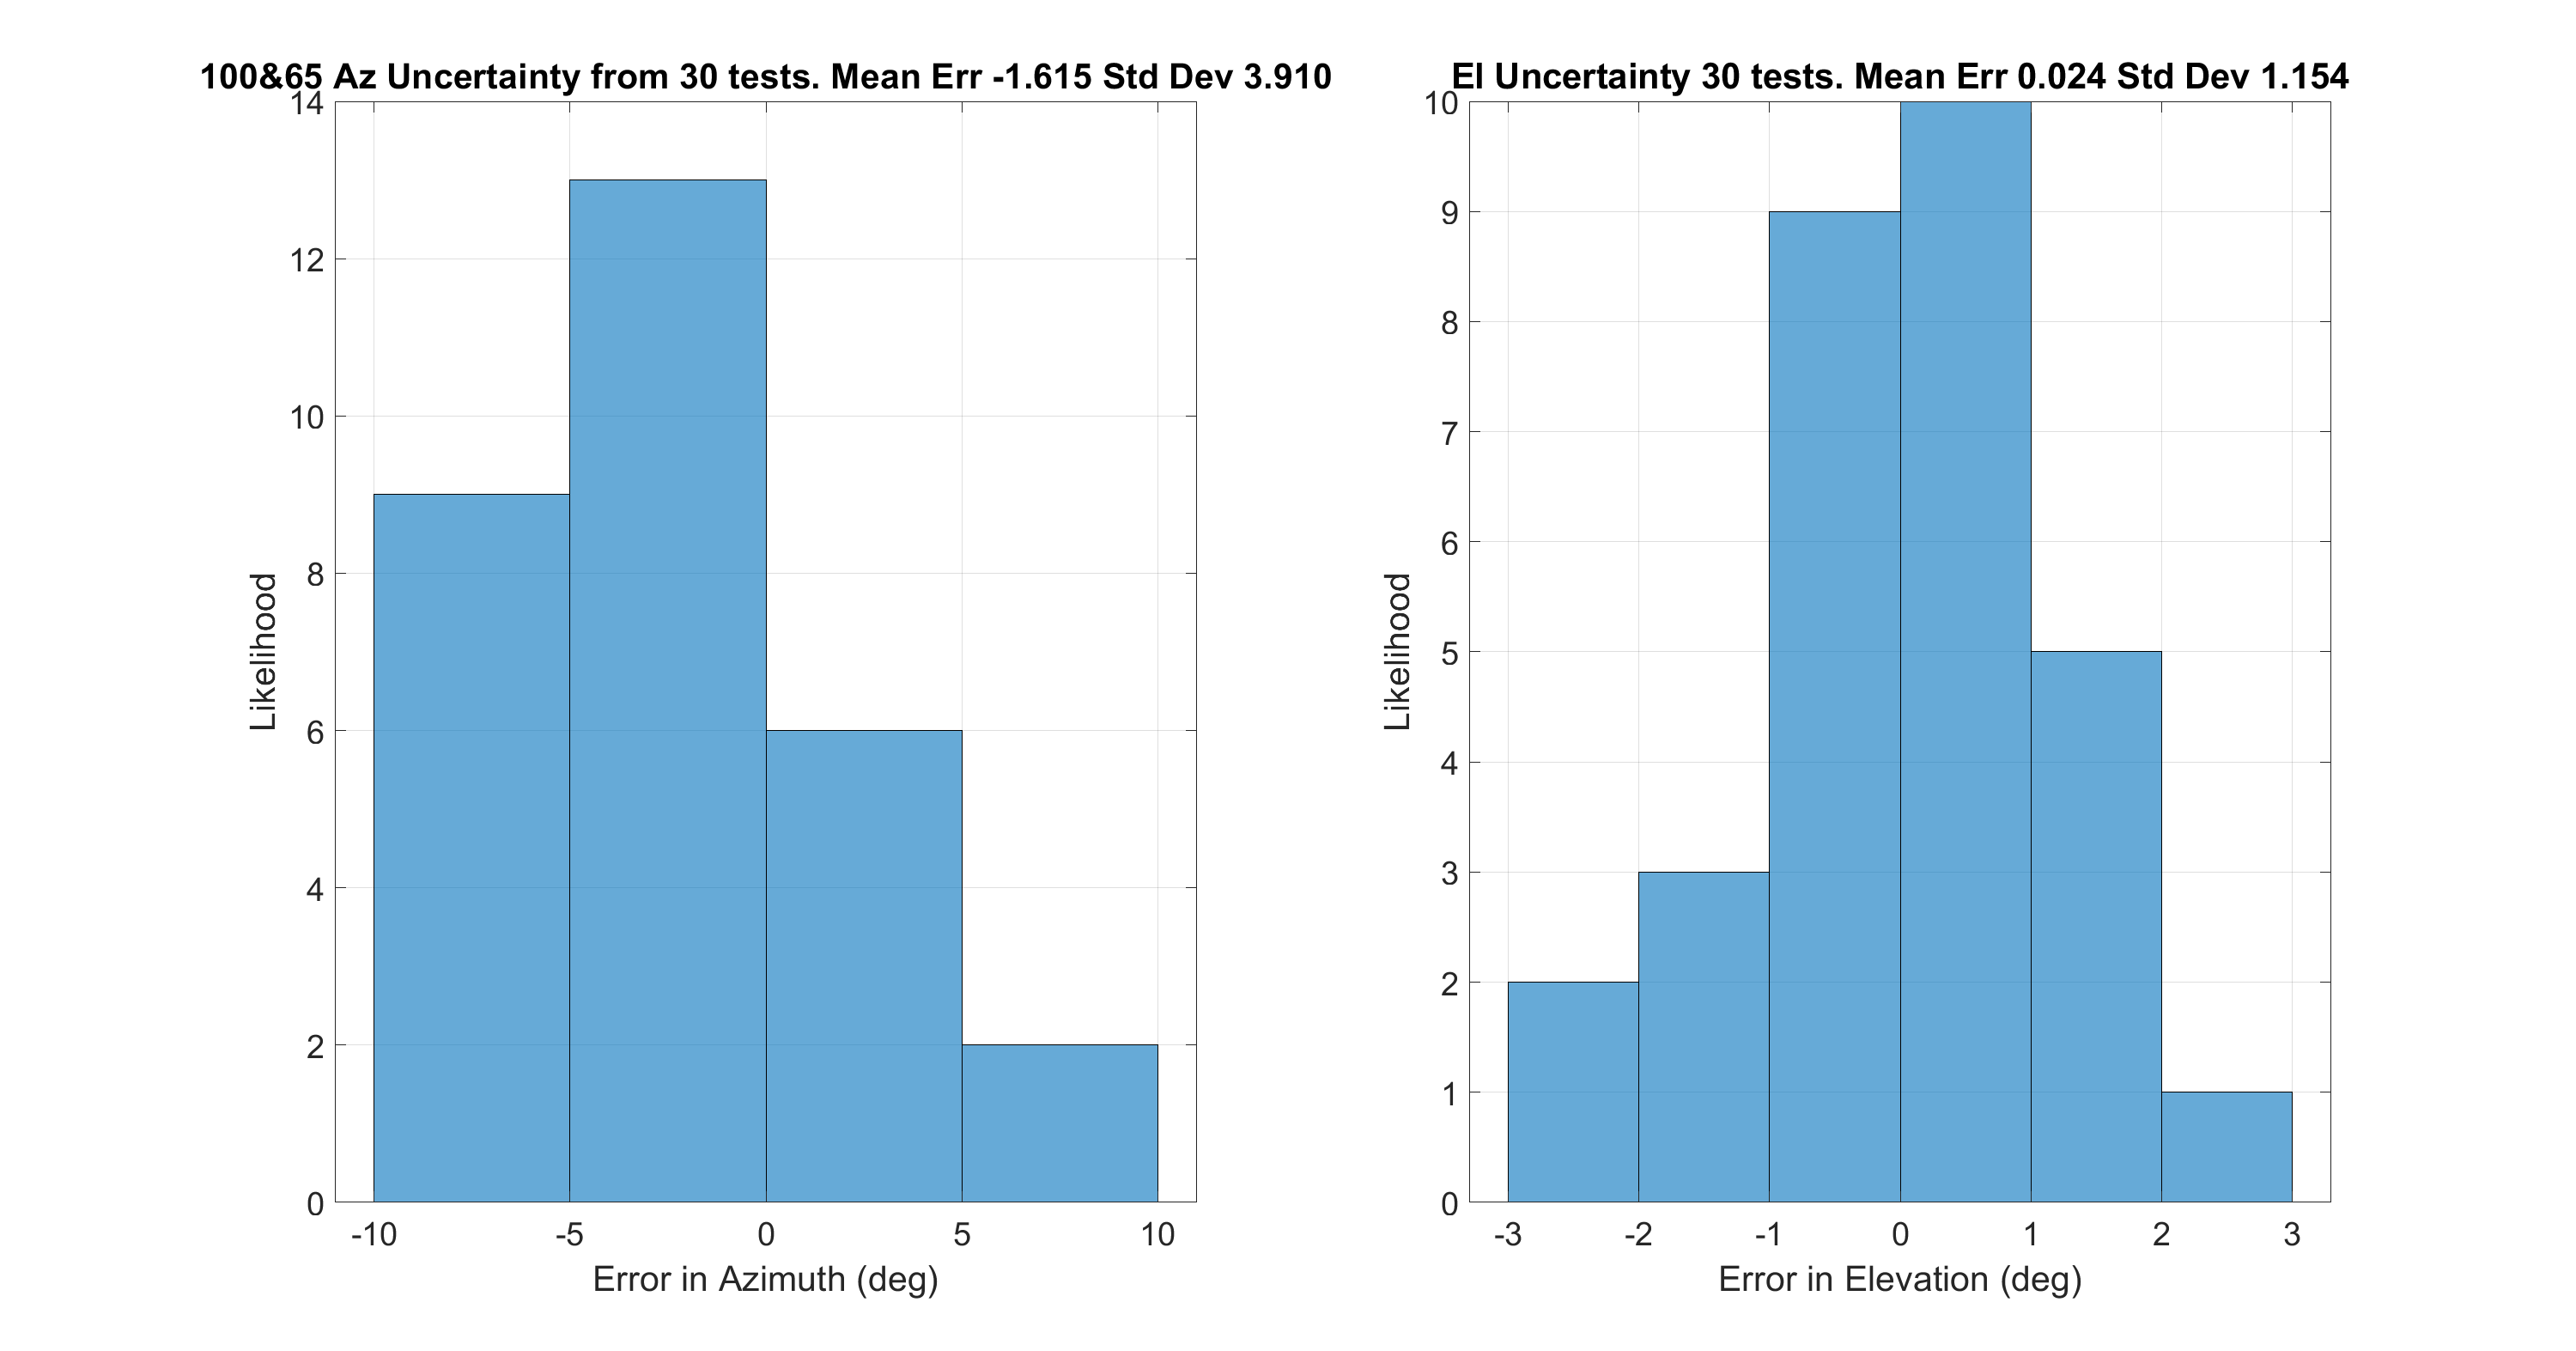 100&65 Az Uncertainty from 30 tests. Mean Err -1.615 Std Dev 3.910
14
12
10
8
6
4
2
0
Likelihood
-10 -5 0 5 10
Error in Azimuth (deg)
El Uncertainty 30 tests. Mean Err 0.024 Std Dev 1.154
10
9
8
7
6
5
4
3
2
1
0
Likelihood
-3 -2 -1 0 1 2 3
Error in Elevation (deg)